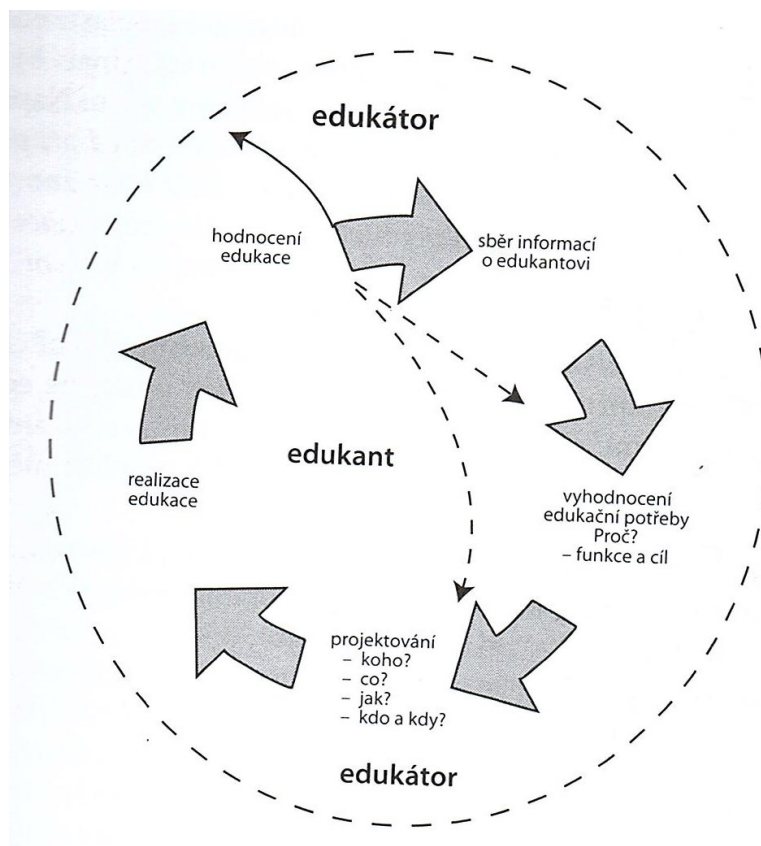 edukátor
hodnocení
edukace
sběr informací
o edukantovi
edukant
realizace
edukace
vyhodnocení
edukační potřeby
Proč?
– funkce a cíl
projektování
– koho?
– co?
– jak?
– kdo a kdy?
edukátor